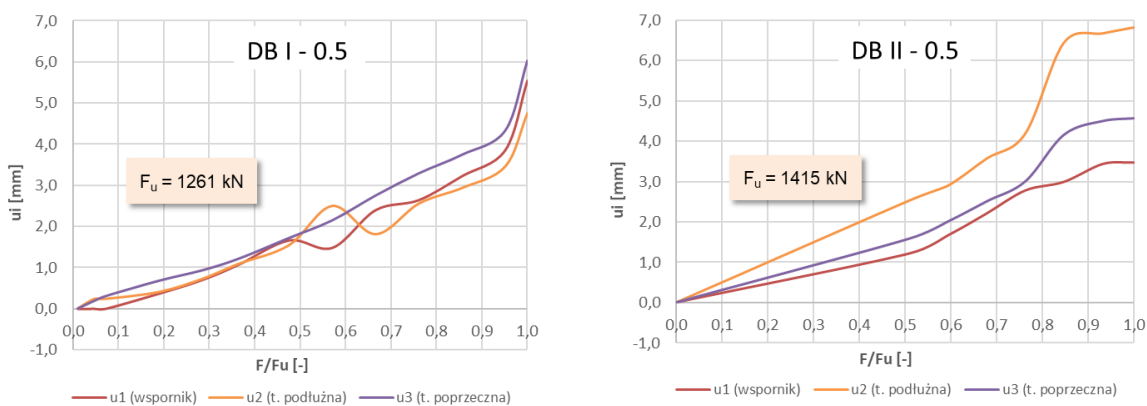 DB I - 0.5
7,0
6,0
5,0
4,0
3,0
2,0
1,0
0,0
-1,0
ui [mm]
Fu = 1261 kN
0,0 0,1 0,2 0,3 0,4 0,5 0,6 0,7 0,8 0,9 1,0
F/Fu [-]
u1 (wspornik) u2 (t. podłużna) u3 (t. poprzeczna)
DB II - 0.5
7,0
6,0
5,0
4,0
3,0
2,0
1,0
0,0
-1,0
ui [mm]
Fu = 1415 kN
0,0 0,1 0,2 0,3 0,4 0,5 0,6 0,7 0,8 0,9 1,0
F/Fu [-]
u1 (wspornik) u2 (t. podłużna) u3 (t. poprzeczna)